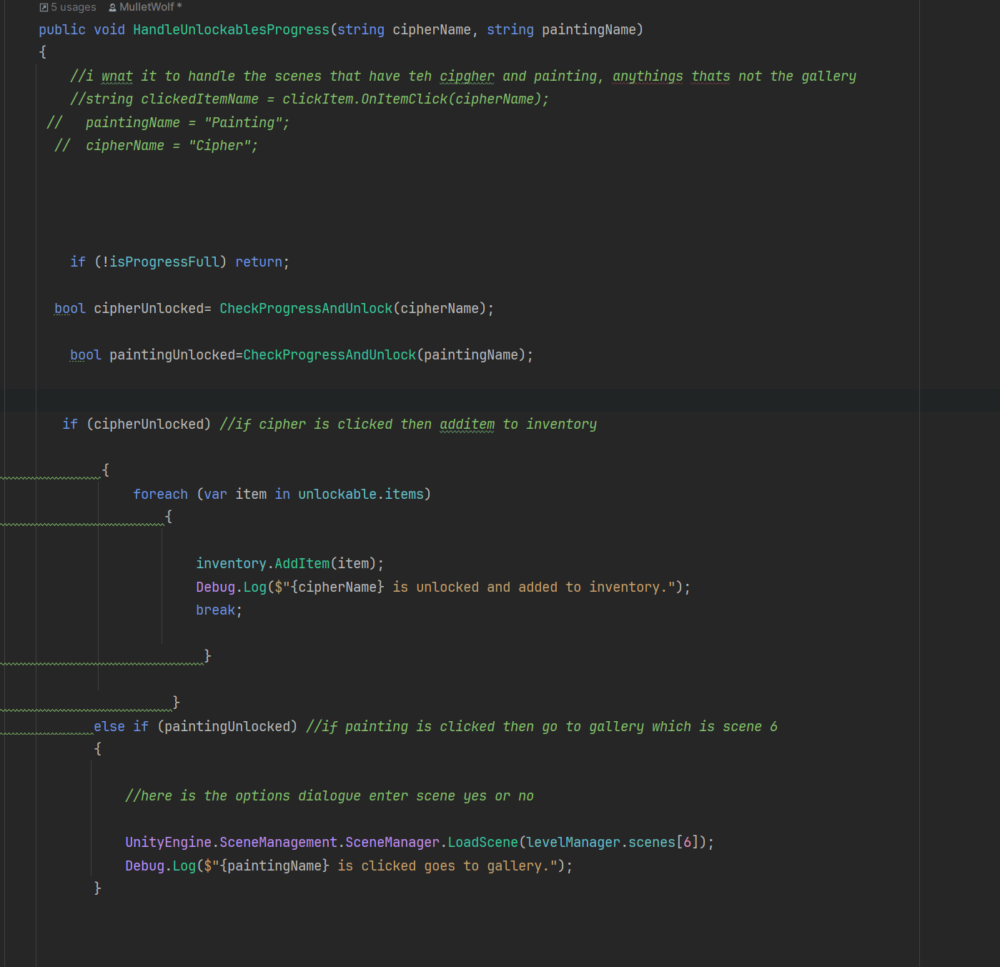 5 usages MulletWolf *
public void HandleUnlockablesProgress(string cipherName, string paintingName)
{
//i wnat it to handle the scenes that have teh cipgher and painting, anythings thats not the gallery
//string clickedItemName = clickItem.OnItemClick(cipherName);
// paintingName = "Painting";
// cipherName = "Cipher";
if (!isProgressFull) return;
bool cipherUnlocked= CheckProgressAndUnlock(cipherName);
bool paintingUnlocked=CheckProgressAndUnlock(paintingName);
if (cipherUnlocked) //if cipher is clicked then additem to inventory
{
foreach (var item in unlockable.items)
{
inventory.AddItem(item);
Debug.Log($"{cipherName} is unlocked and added to inventory.");
break;
}
}
else if (paintingUnlocked) //if painting is clicked then go to gallery which is scene 6
{
//here is the options dialogue enter scene yes or no
UnityEngine.SceneManagement.SceneManager.LoadScene(levelManager.scenes[6]);
Debug.Log($"{paintingName} is clicked goes to gallery.");
}